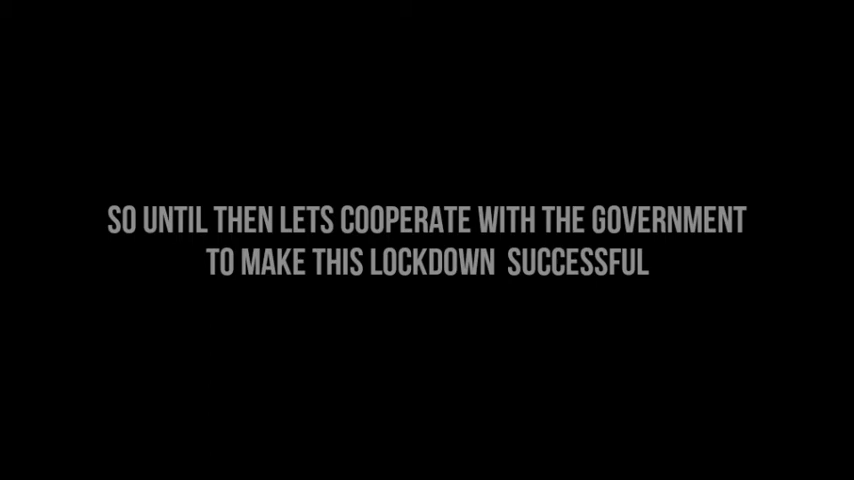 SO UNTIL THEN LETS COOPERATE WITH THE GOVERNMENT
TO MAKE THIS LOCKDOWN SUCCESSFUL